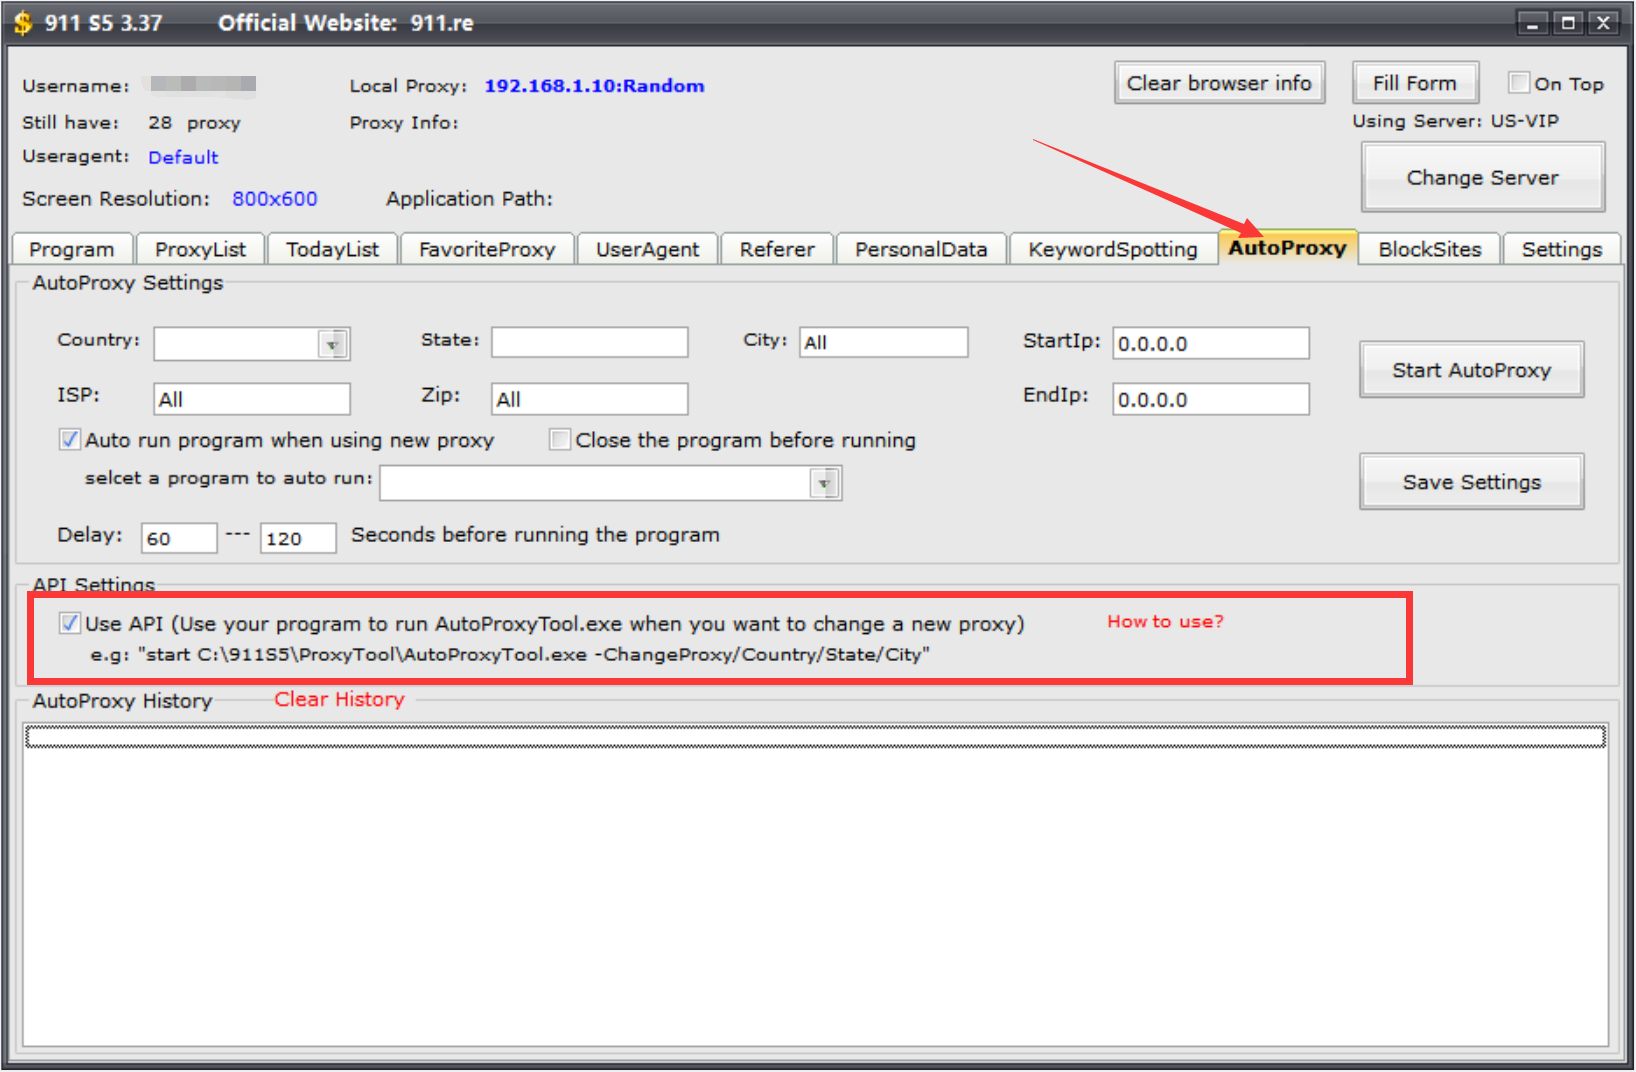 911 S5 3.37 Official Website: 911.re
Username: Local Proxy: 192.168.1.10:Random Clear browser info Fill Form On Top
Still have: 28 proxy Proxy Info: Using Server: US-VIP
Useragent: Default Change Server
Screen Resolution: 800x600 Application Path:
Program ProxyList TodayList FavoriteProxy UserAgent Referer PersonalData KeywordSpotting AutoProxy BlockSites Settings
AutoProxy Settings
Country: State: City: All StartIp: 0.0.0.0 Start AutoProxy
ISP: All Zip: All EndIp: 0.0.0.0
Auto run program when using new proxy Close the program before running
selcet a program to auto run: Save Settings
Delay: 60 --- 120 Seconds before running the program
API Settings
Use API (Use your program to run AutoProxyTool.exe when you want to change a new proxy) How to use?
e.g: "start C:\911S5\ProxyTool\AutoProxyTool.exe -ChangeProxy/Country/State/City"
AutoProxy History Clear History